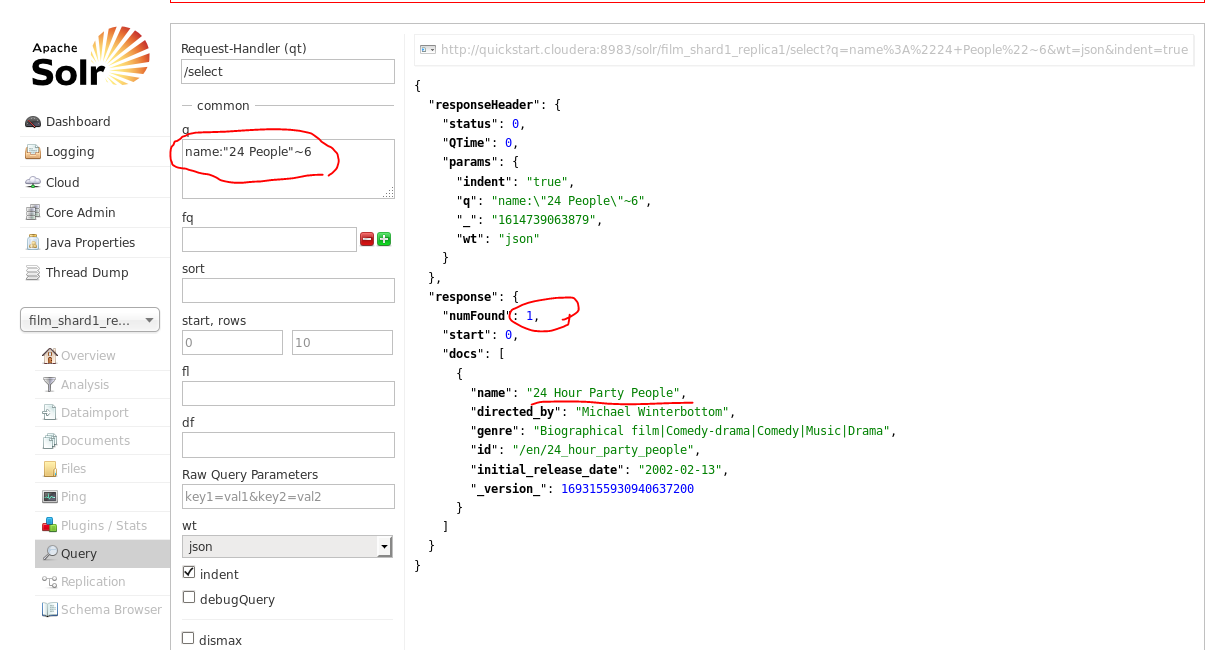 Apache
Solr
Dashboard
Logging
Cloud
Core Admin
Java Properties
Thread Dump
film_shard1_re...
Overview
Analysis
Dataimport
Documents
Files
Ping
Plugins / Stats
Query
Replication
Schema Browser
Request-Handler (qt)
/select
common
q
name:"24 People"~6
fq
sort
start, rows
0 10
fl
df
Raw Query Parameters
key1=val1&key2=val2
wt
json
indent
debugQuery
dismax
http://quickstart.cloudera:8983/solr/film_shard1_replica1/select?q=name%3A%2224+People%22~6&wt=json&indent=true
{
"responseHeader": {
"status": 0,
"QTime": 0,
"params": {
"indent": "true",
"q": "name:\"24 People\"~6",
"_": "1614739063879",
"wt": "json"
}
},
"response": {
"numFound": 1,
"start": 0,
"docs": [
{
"name": "24 Hour Party People",
"directed_by": "Michael Winterbottom",
"genre": "Biographical film|Comedy-drama|Comedy|Music|Drama",
"id": "/en/24_hour_party_people",
"initial_release_date": "2002-02-13",
"_version_": 1693155930940637200
}
]
}
}